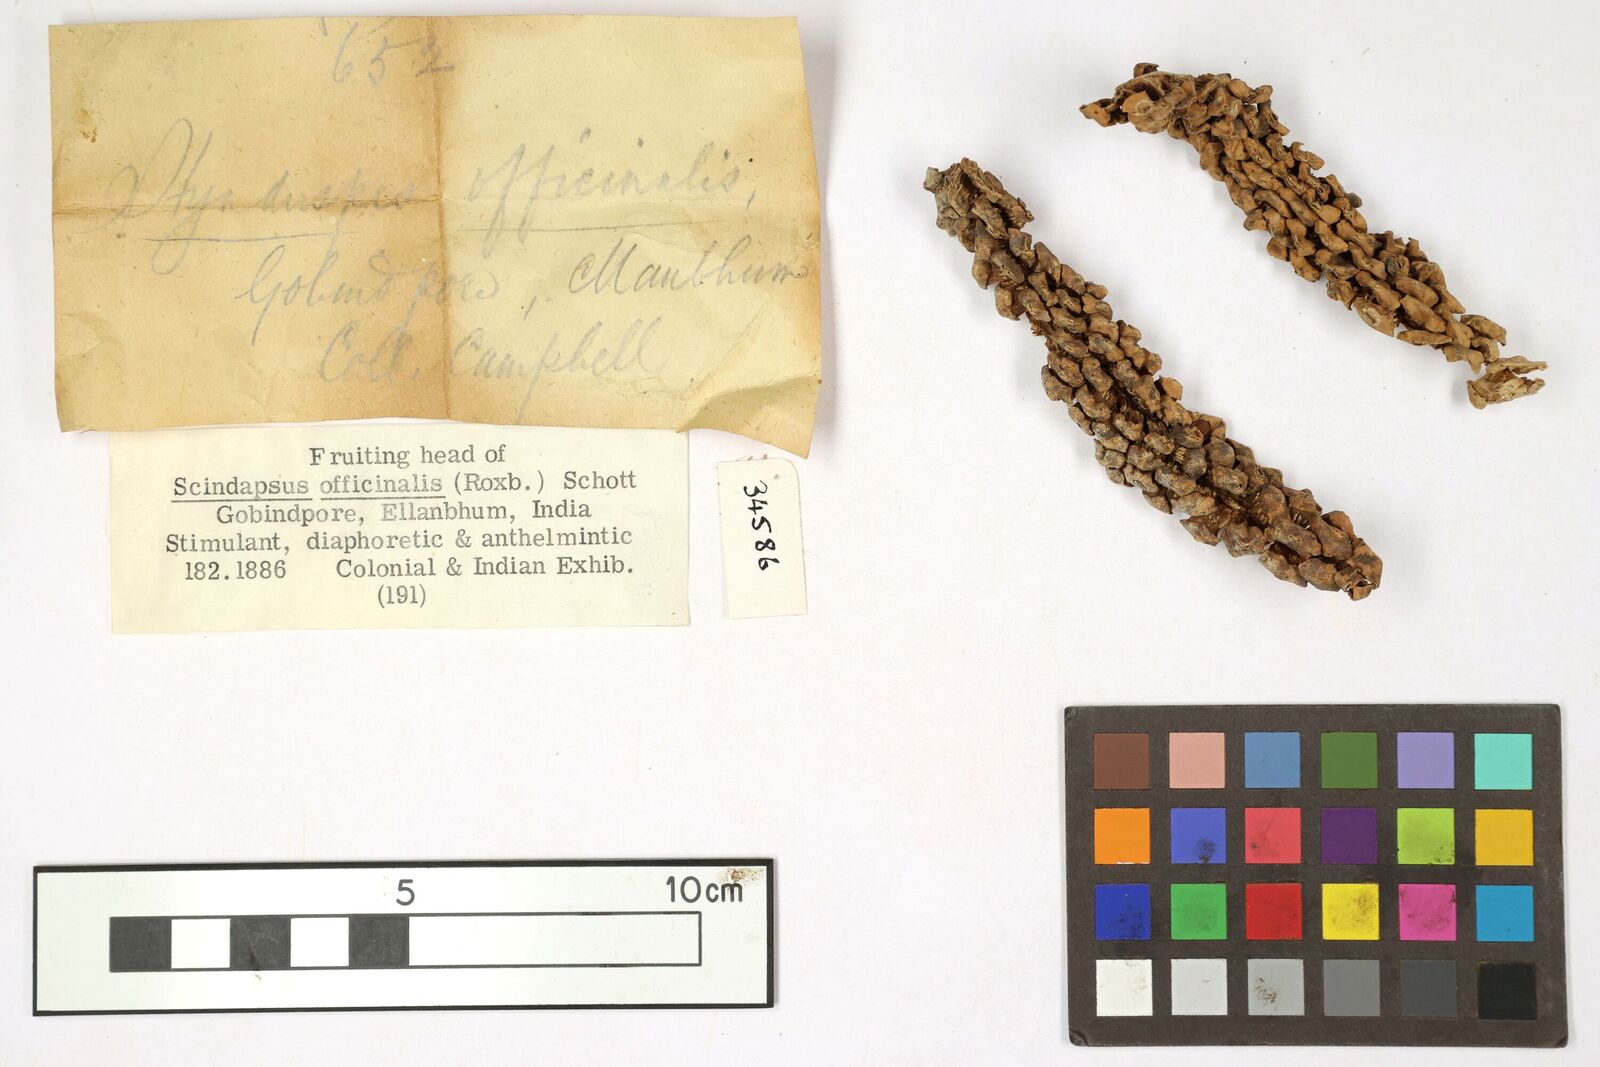 652
officinalis,
Gobindpore, Manbhum
Coll. Campbell.
Fruiting head of
Scindapsus officinalis (Roxb.) Schott
Gobindpore, Ellanbhum, India
Stimulant, diaphoretic & anthelmintic
182.1886 Colonial & Indian Exhib.
(191)
34586
5 10cm